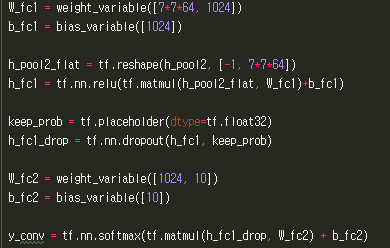 W_fc1 = weight_variable([7*7*64, 1024])
b_fc1 = bias_variable([1024])
h_pool2_flat = tf.reshape(h_pool2, [-1, 7*7*64])
h_fc1 = tf.nn.relu(tf.matmul(h_pool2_flat, W_fc1)+b_fc1)
keep_prob = tf.placeholder(dtype=tf.float32)
h_fc1_drop = tf.nn.dropout(h_fc1, keep_prob)
W_fc2 = weight_variable([1024, 10])
b_fc2 = bias_variable([10])
y_conv = tf.nn.softmax(tf.matmul(h_fc1_drop, W_fc2) + b_fc2)